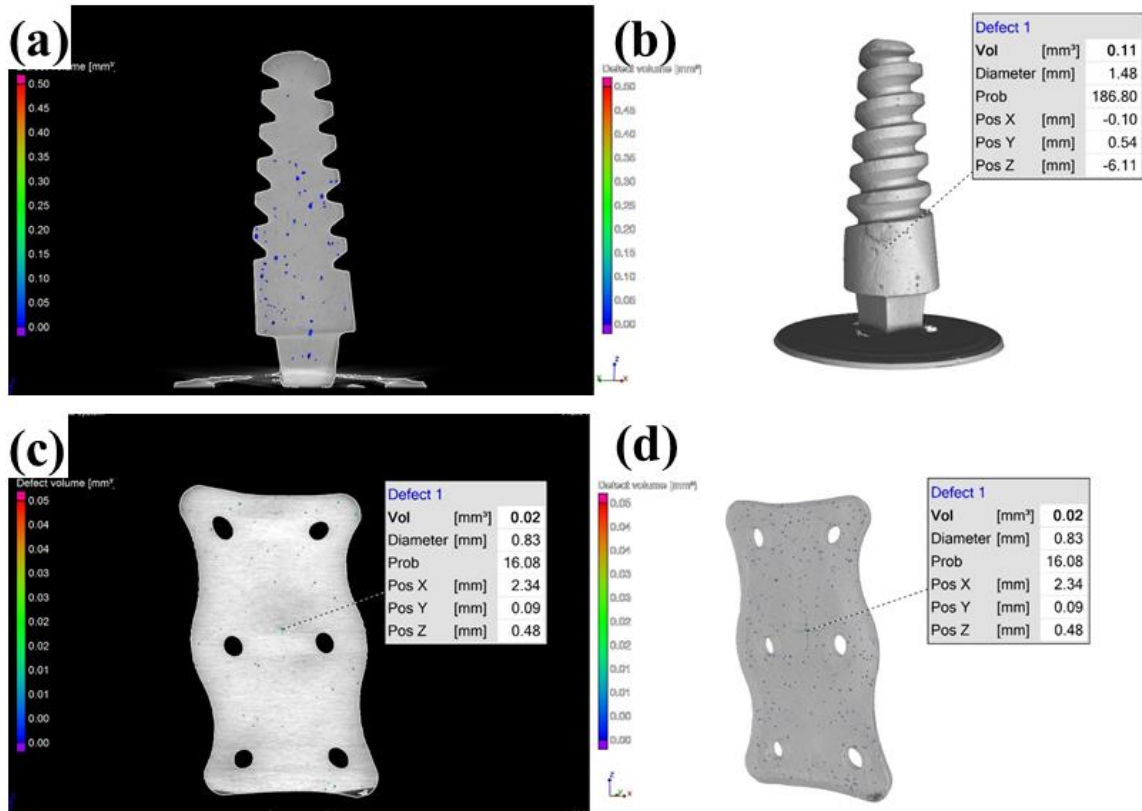 (a)
Defect volume [mm³]
0.50
0.45
0.40
0.35
0.30
0.25
0.20
0.15
0.10
0.05
0.00
(b)
Defect volume [mm³]
0.50
0.45
0.40
0.35
0.30
0.25
0.20
0.15
0.10
0.05
0.00
Defect 1
Vol [mm³] 0.11
Diameter [mm] 1.48
Prob 186.80
Pos X [mm] -0.10
Pos Y [mm] 0.54
Pos Z [mm] -6.11
z
x
(c)
Defect volume [mm³]
0.05
0.04
0.04
0.03
0.03
0.02
0.02
0.01
0.01
0.00
0.00
Defect 1
Vol [mm³] 0.02
Diameter [mm] 0.83
Prob 16.08
Pos X [mm] 2.34
Pos Y [mm] 0.09
Pos Z [mm] 0.48
(d)
Defect volume [mm³]
0.05
0.04
0.04
0.03
0.03
0.02
0.02
0.01
0.01
0.00
0.00
Defect 1
Vol [mm³] 0.02
Diameter [mm] 0.83
Prob 16.08
Pos X [mm] 2.34
Pos Y [mm] 0.09
Pos Z [mm] 0.48
z
x